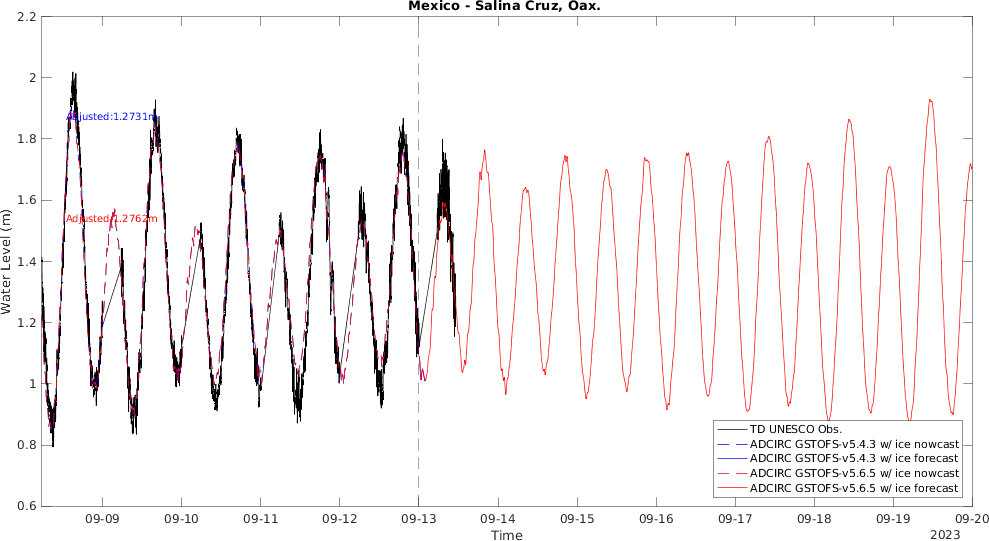 Mexico - Salina Cruz, Oax.
2.2
2
1.8
1.6
1.4
1.2
1
0.8
0.6
Water Level (m)
Adjusted:1.2731m
Adjusted:1.2762m
TD UNESCO Obs.
ADCIRC GSTOFS-v5.4.3 w/ ice nowcast
ADCIRC GSTOFS-v5.4.3 w/ ice forecast
ADCIRC GSTOFS-v5.6.5 w/ ice nowcast
ADCIRC GSTOFS-v5.6.5 w/ ice forecast
09-09 09-10 09-11 09-12 09-13 09-14 09-15 09-16 09-17 09-18 09-19 09-20
Time
2023